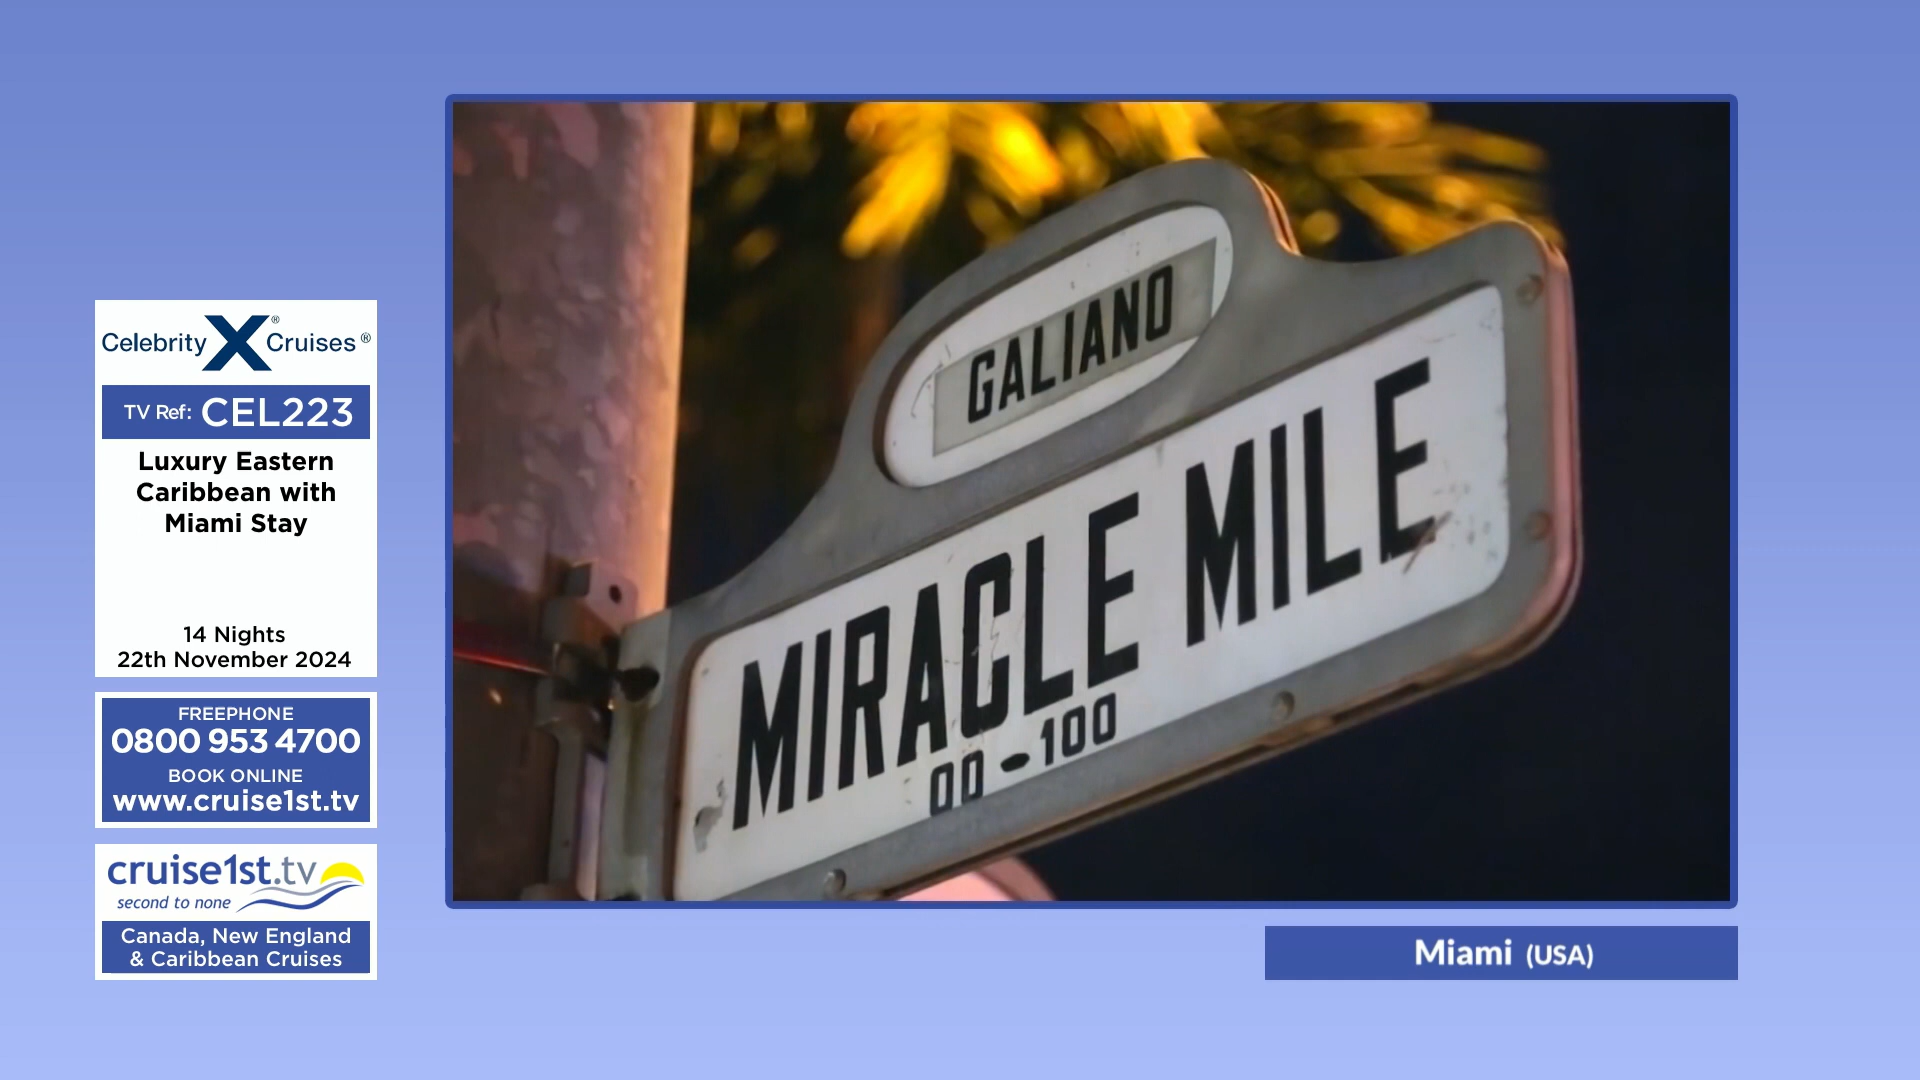 Celebrity X® Cruises®
TV Ref: CEL223
Luxury Eastern
Caribbean with
Miami Stay
14 Nights
22th November 2024
FREEPHONE
0800 953 4700
BOOK ONLINE
www.cruise1st.tv
cruise1st.tv
second to none
Canada, New England
& Caribbean Cruises
GALIANO
MIRACLE MILE
00-100
Miami (USA)